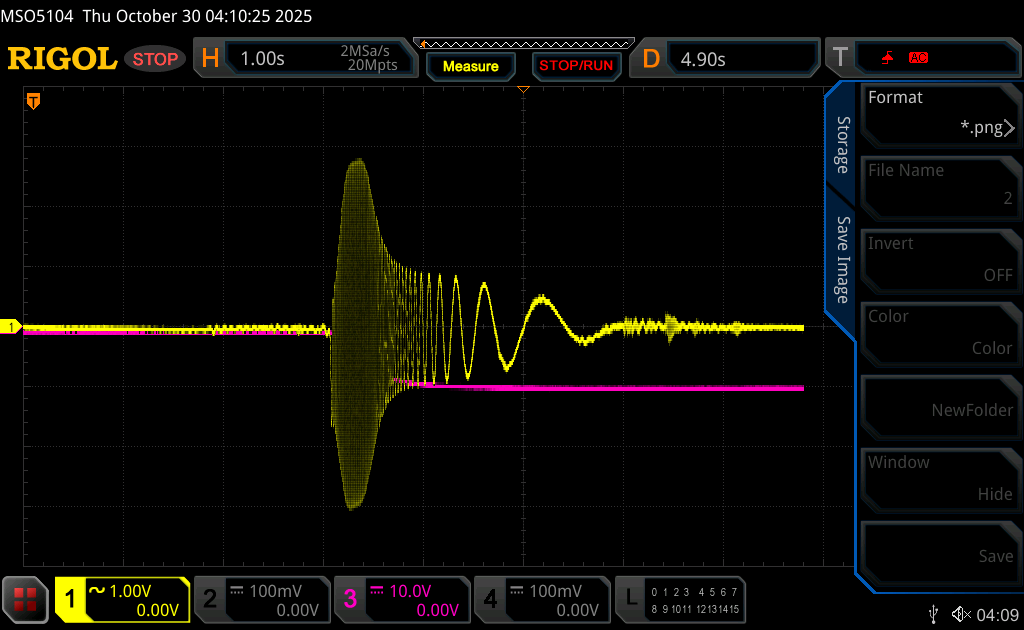 MSO5104 Thu October 30 04:10:25 2025
RIGOL STOP H 1.00s 2MSa/s 20Mpts Measure STOP/RUN D 4.90s T AC
T
Storage
Save Image
Format
*.png
File Name
2
Invert
OFF
Color
Color
NewFolder
Window
Hide
Save
1
1 1.00V 0.00V
2 100mV 0.00V
3 10.0V 0.00V
4 100mV 0.00V
L 0 1 2 3 4 5 6 7
8 9 10 11 12 13 14 15
04:09